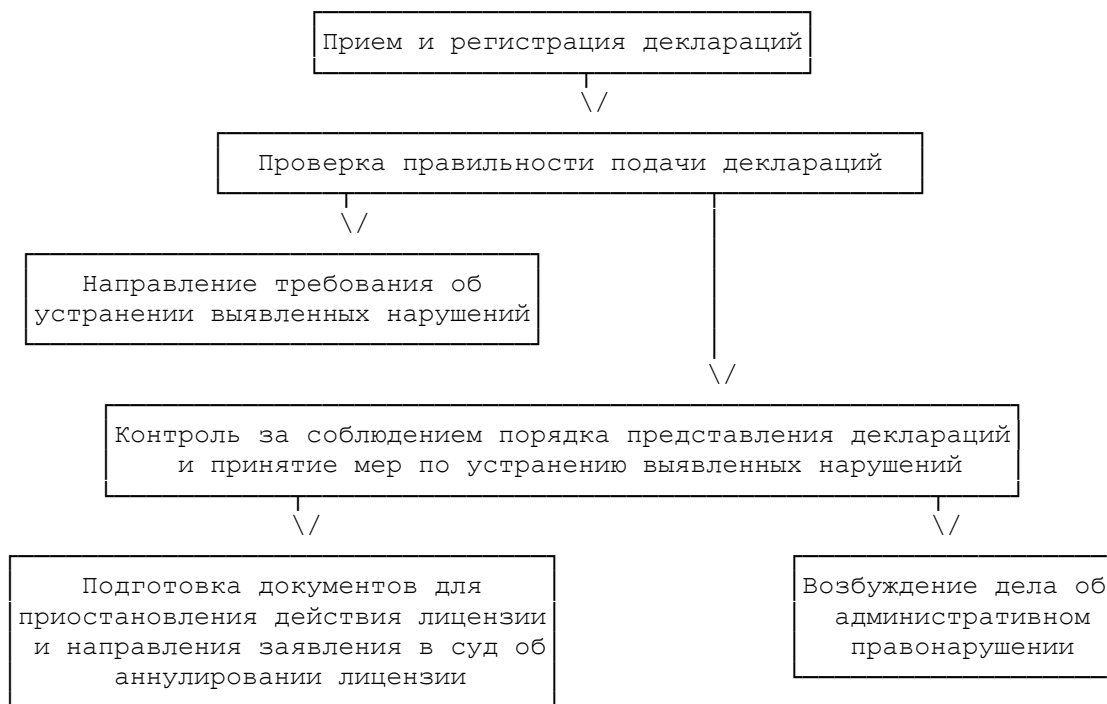 Прием и регистрация деклараций
\/
Проверка правильности подачи деклараций
\/
Направление требования об
устранении выявленных нарушений
\/
Контроль за соблюдением порядка представления деклараций
и принятие мер по устранению выявленных нарушений
\/
\/
Подготовка документов для
приостановления действия лицензии
и направления заявления в суд об
аннулировании лицензии
Возбуждение дела об
административном
правонарушении